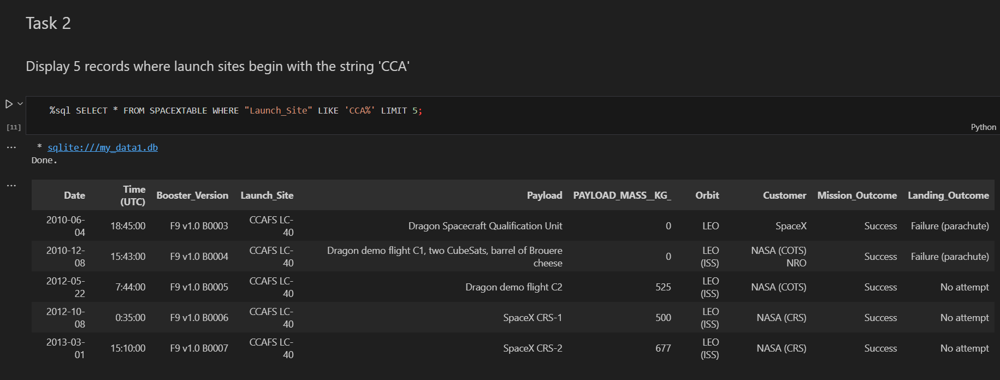 Task 2
Display 5 records where launch sites begin with the string 'CCA'
%sql SELECT * FROM SPACEXTABLE WHERE "Launch_Site" LIKE 'CCA%' LIMIT 5;
[11]
Python
* sqlite:///my_data1.db
Done.
Date Time (UTC) Booster_Version Launch_Site Payload PAYLOAD_MASS__KG_ Orbit Customer Mission_Outcome Landing_Outcome
2010-06-04 18:45:00 F9 v1.0 B0003 CCAFS LC-40 Dragon Spacecraft Qualification Unit 0 LEO SpaceX Success Failure (parachute)
2010-12-08 15:43:00 F9 v1.0 B0004 CCAFS LC-40 Dragon demo flight C1, two CubeSats, barrel of Brouere cheese 0 LEO (ISS) NASA (COTS) NRO Success Failure (parachute)
2012-05-22 7:44:00 F9 v1.0 B0005 CCAFS LC-40 Dragon demo flight C2 525 LEO (ISS) NASA (COTS) Success No attempt
2012-10-08 0:35:00 F9 v1.0 B0006 CCAFS LC-40 SpaceX CRS-1 500 LEO (ISS) NASA (CRS) Success No attempt
2013-03-01 15:10:00 F9 v1.0 B0007 CCAFS LC-40 SpaceX CRS-2 677 LEO (ISS) NASA (CRS) Success No attempt